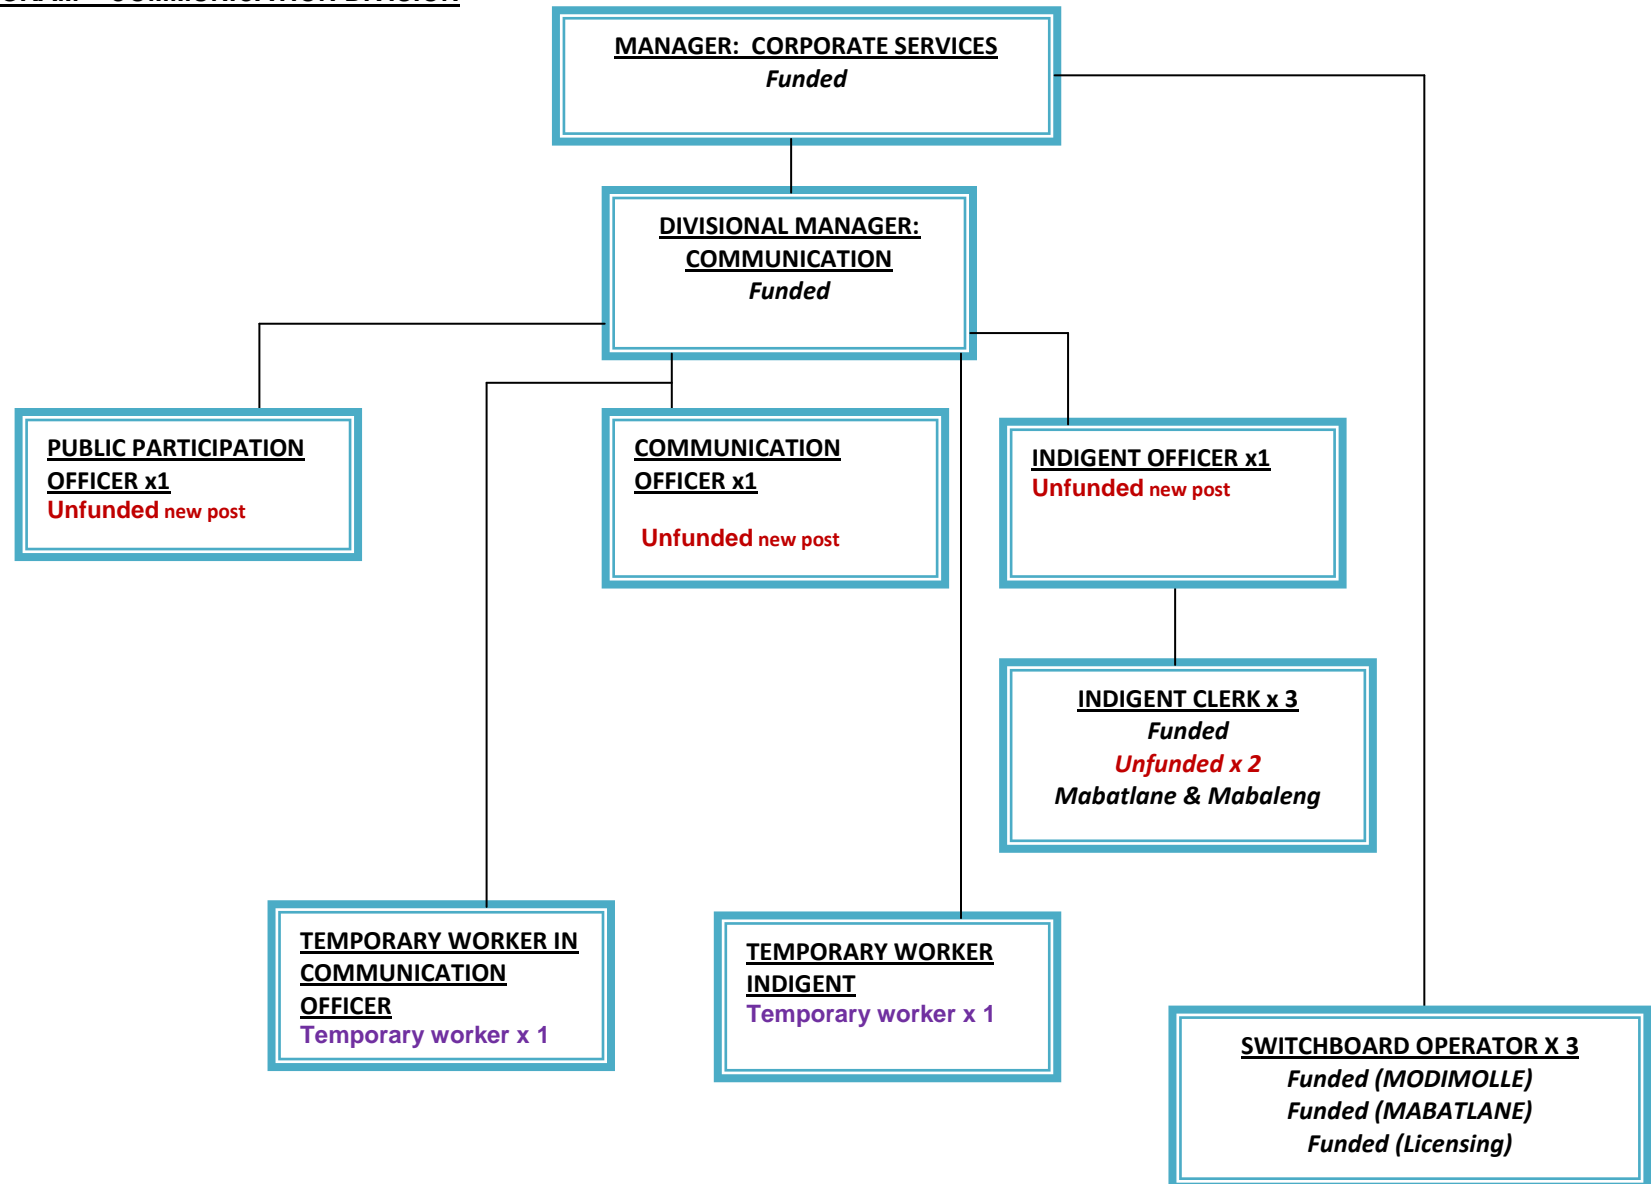 COMMUNICATION DIVISION
MANAGER: CORPORATE SERVICES
Funded
DIVISIONAL MANAGER:
COMMUNICATION
Funded
PUBLIC PARTICIPATION
OFFICER x1
Unfunded new post
COMMUNICATION
OFFICER x1
Unfunded new post
INDIGENT OFFICER x1
Unfunded new post
INDIGENT CLERK x 3
Funded
Unfunded x 2
Mabatlane & Mabaleng
TEMPORARY WORKER IN
COMMUNICATION
OFFICER
Temporary worker x 1
TEMPORARY WORKER
INDIGENT
Temporary worker x 1
SWITCHBOARD OPERATOR X 3
Funded (MODIMOLLE)
Funded (MABATLANE)
Funded (Licensing)